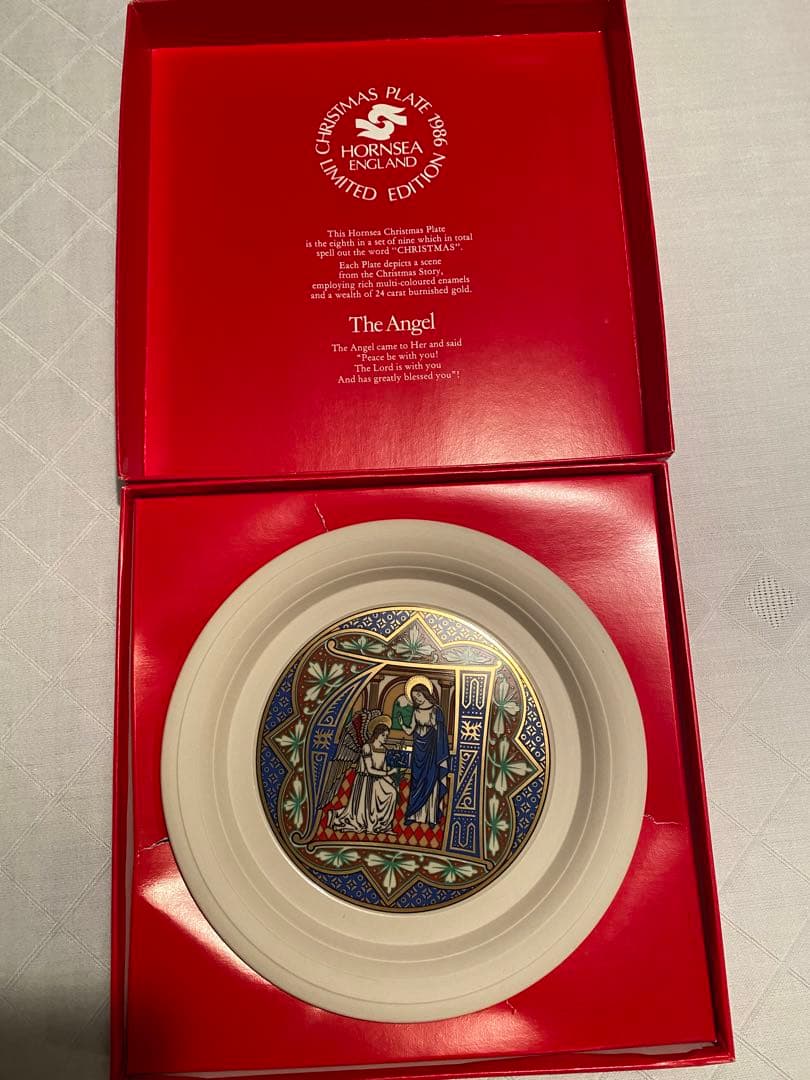 CHRISTMAS PLATE 1986
HORNSEA
ENGLAND
LIMITED EDITION
This Hornsea Christmas Plate
is the eighth in a set of nine which in total
spell out the word "CHRISTMAS".
Each Plate depicts a scene
from the Christmas Story,
employing rich multi-coloured enamels
and a wealth of 24 carat burnished gold.
The Angel
The Angel came to Her and said
"Peace be with you!
The Lord is with you
And has greatly blessed you"!
A